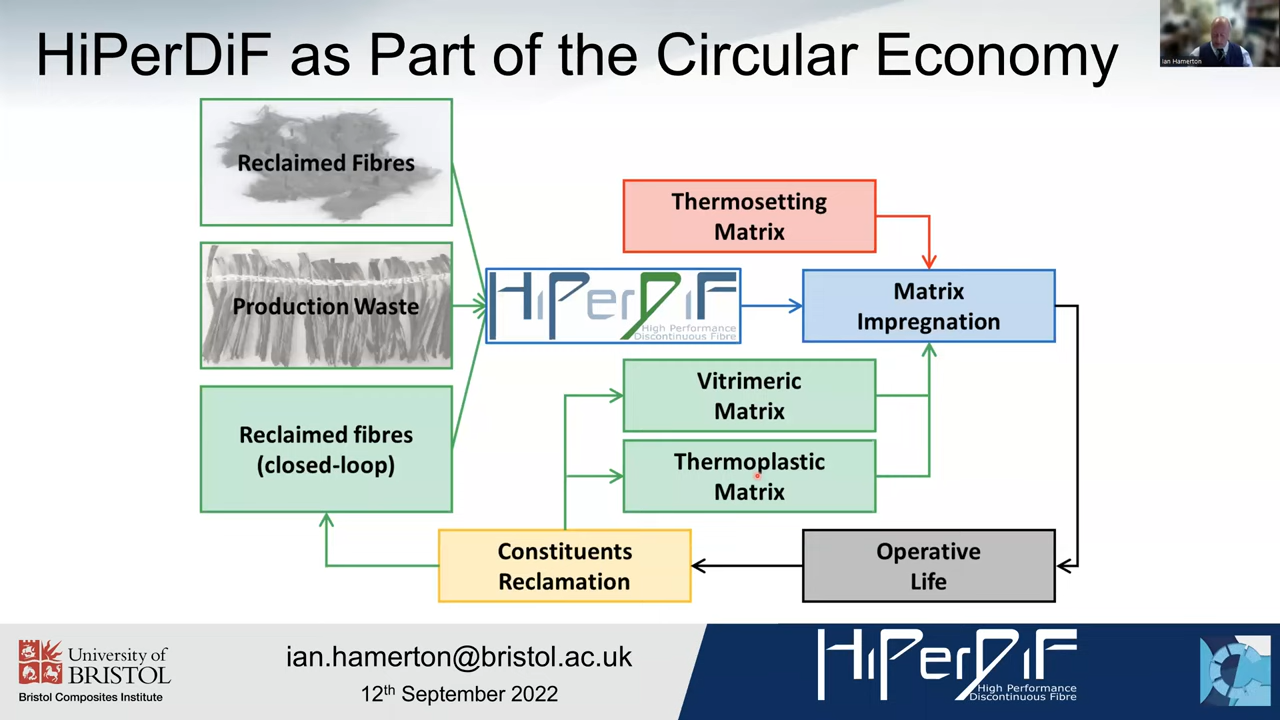 HiPerDiF as Part of the Circular Economy
Ian Hamerton
Reclaimed Fibres
Production Waste
Reclaimed fibres
(closed-loop)
HiPerDiF
High Performance
Discontinuous Fibre
Thermosetting
Matrix
Matrix
Impregnation
Vitrimeric
Matrix
Thermoplastic
Matrix
Constituents
Reclamation
Operative
Life
University of
BRISTOL
Bristol Composites Institute
ian.hamerton@bristol.ac.uk
12th September 2022
HiPerDiF
High Performance
Discontinuous Fibre